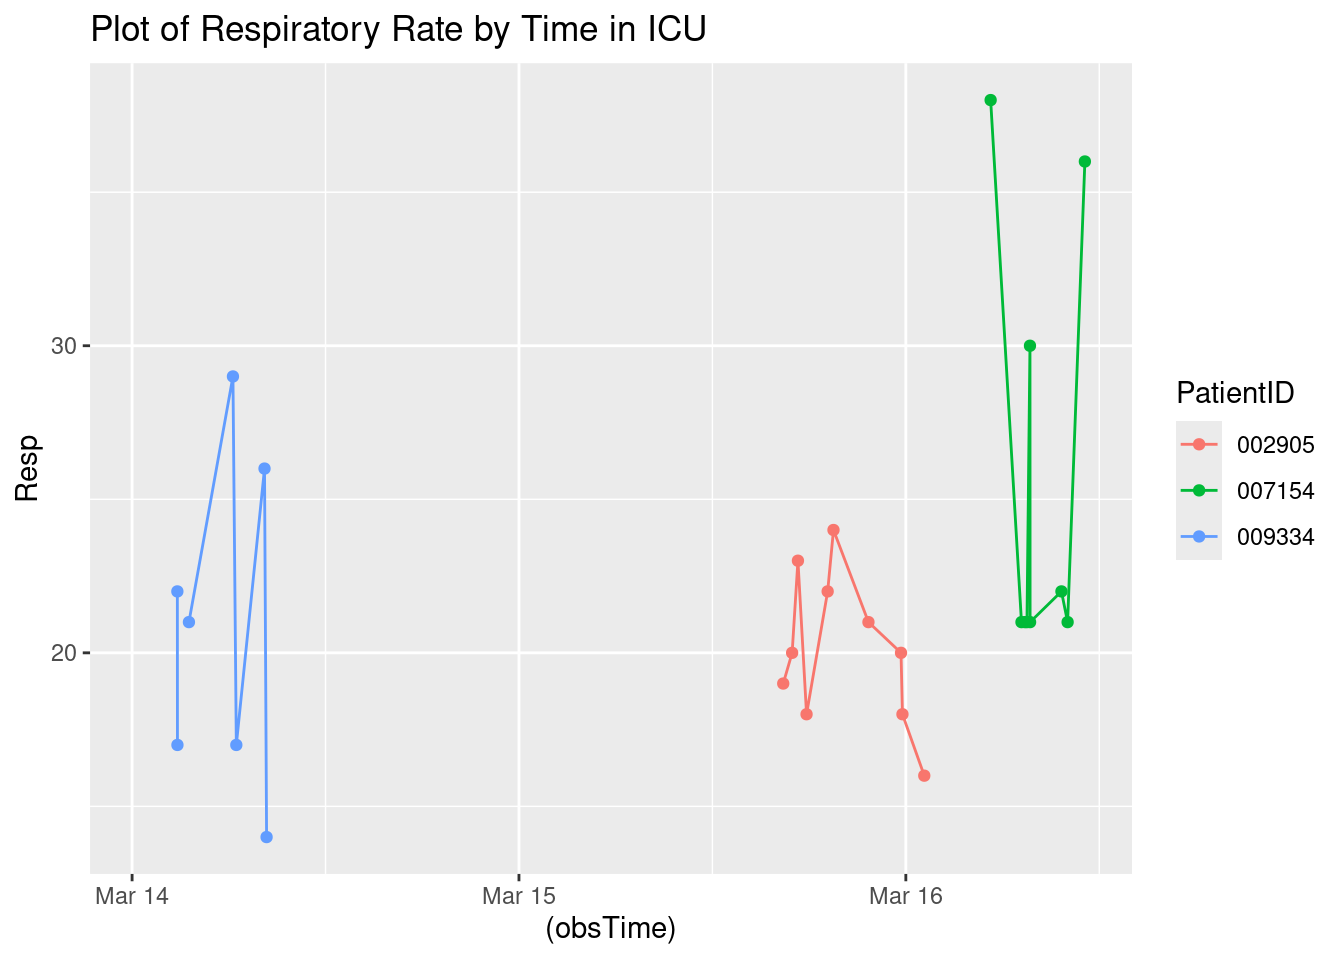 Plot of Respiratory Rate by Time in ICU
30
20
Resp
Mar 14
Mar 15
Mar 16
(obsTime)
PatientID
002905
007154
009334